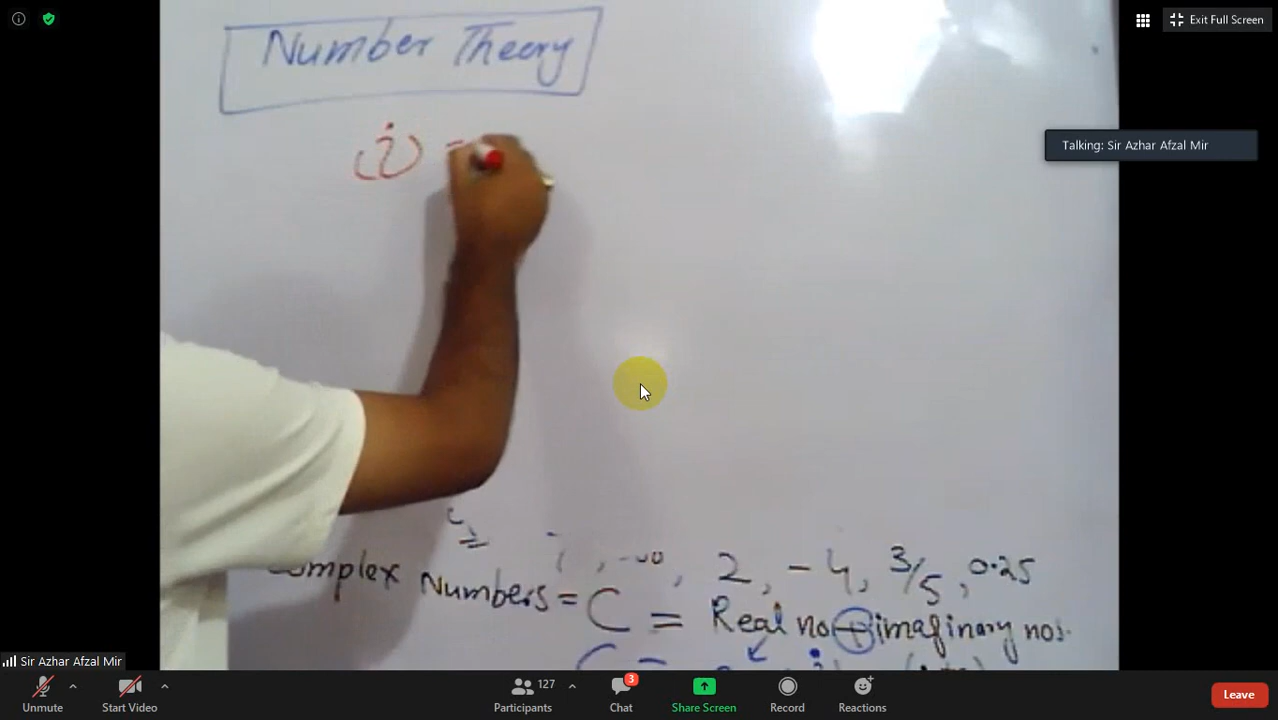 Exit Full Screen
Number Theory
i =
Talking: Sir Azhar Afzal Mir
2, -4, 3/5, 0.25
Complex Numbers = C = Real no + imaginary nos.
C =
Sir Azhar Afzal Mir
Unmute
Start Video
127
Participants
3
Chat
Share Screen
Record
Reactions
Leave